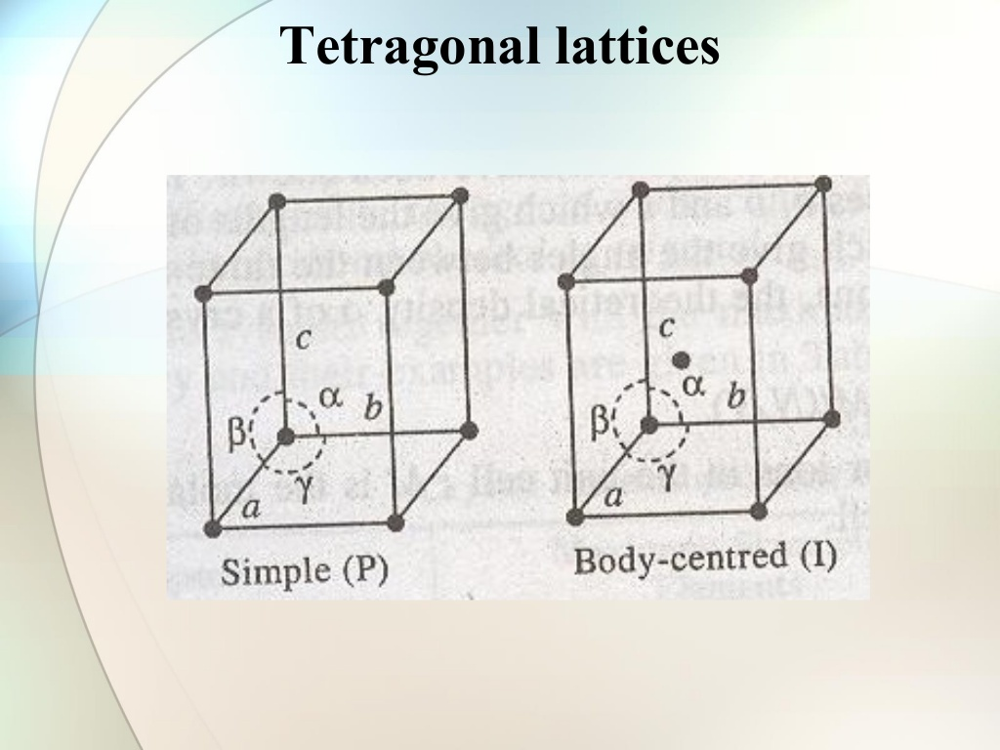 Tetragonal lattices
c
α
b
β
γ
a
Simple (P)
c
α
b
β
γ
a
Body-centred (I)